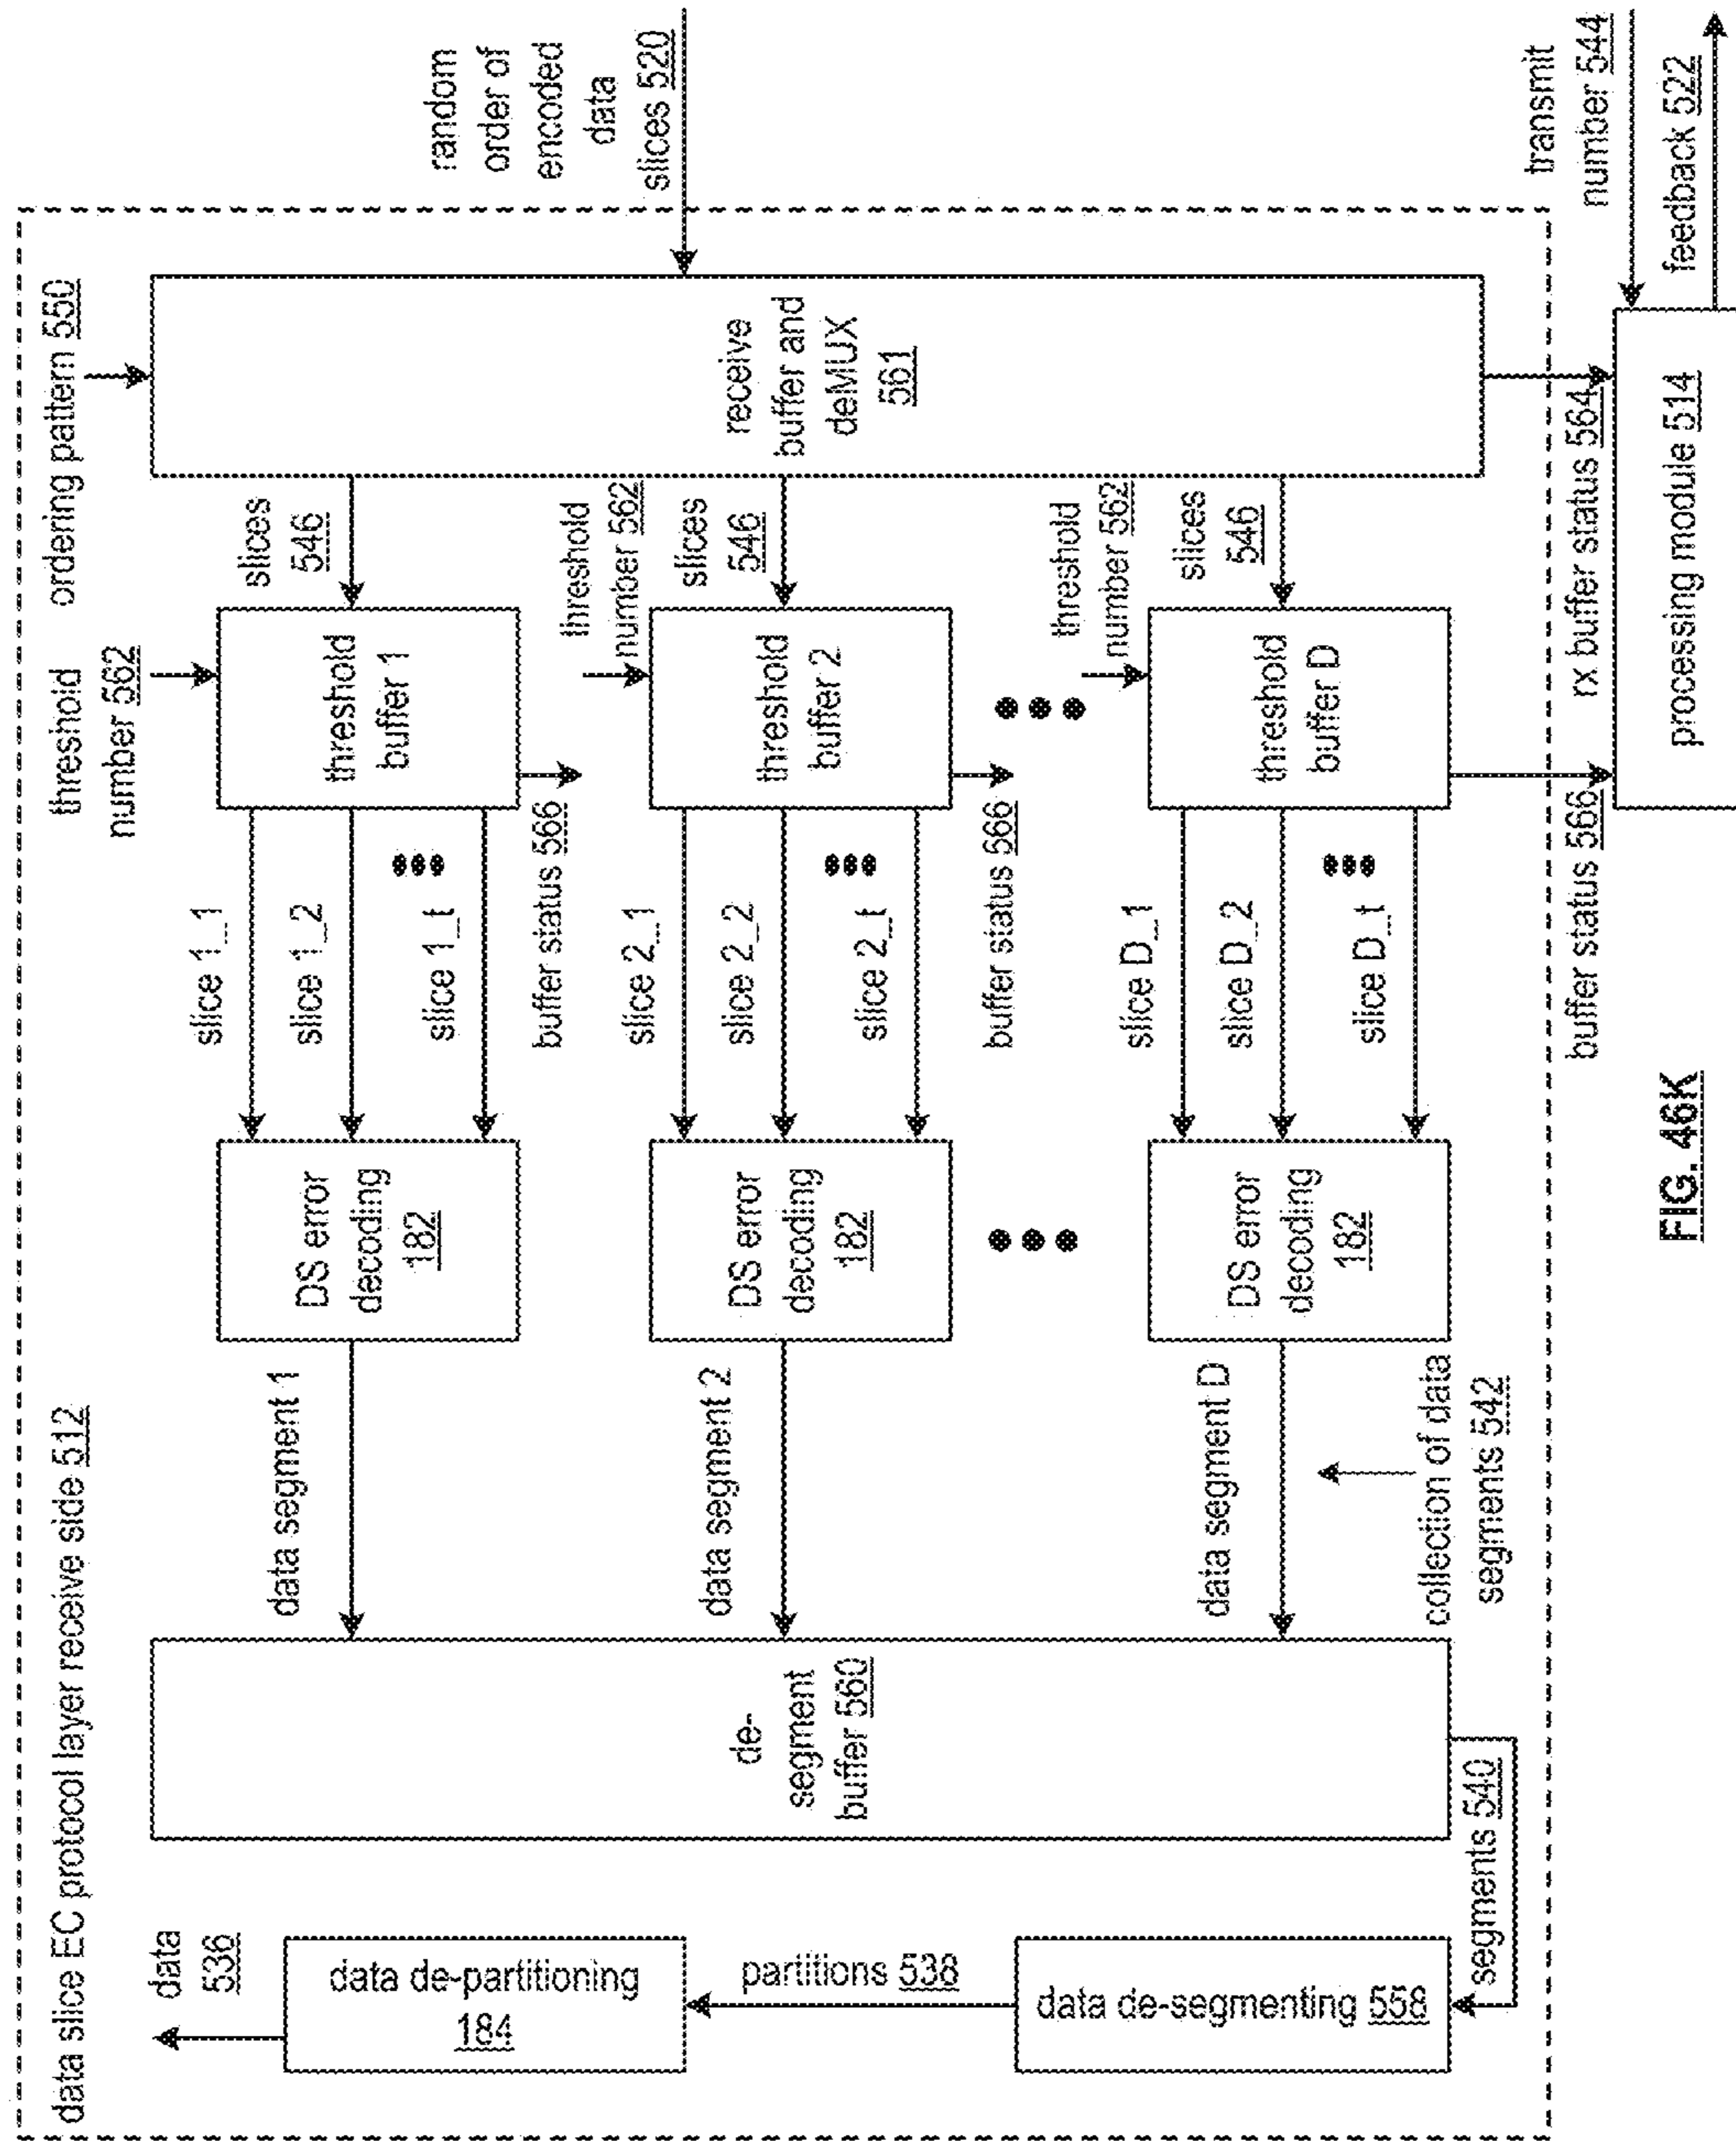 data slice EC protocol layer receive side 512
data
536
data de-partitioning
184
partitions 538
data de-segmenting 558
segments 540
de-
segment
buffer 560
data segment 1
data segment 2
data segment D
collection of data
segments 542
DS error
decoding
182
DS error
decoding
182
DS error
decoding
182
slice 1_1
slice 1_2
slice 1_t
buffer status 566
slice 2_1
slice 2_2
slice 2_t
buffer status 566
slice D_1
slice D_2
slice D_t
buffer status 566
threshold
number 562
threshold
buffer 1
threshold
number 562
threshold
buffer 2
threshold
number 562
threshold
buffer D
ordering pattern 550
slices
546
slices
546
slices
546
receive
buffer and
deMUX
561
rx buffer status 564
processing module 514
random
order of
encoded
data
slices 520
transmit
number 544
feedback 522
FIG. 46K